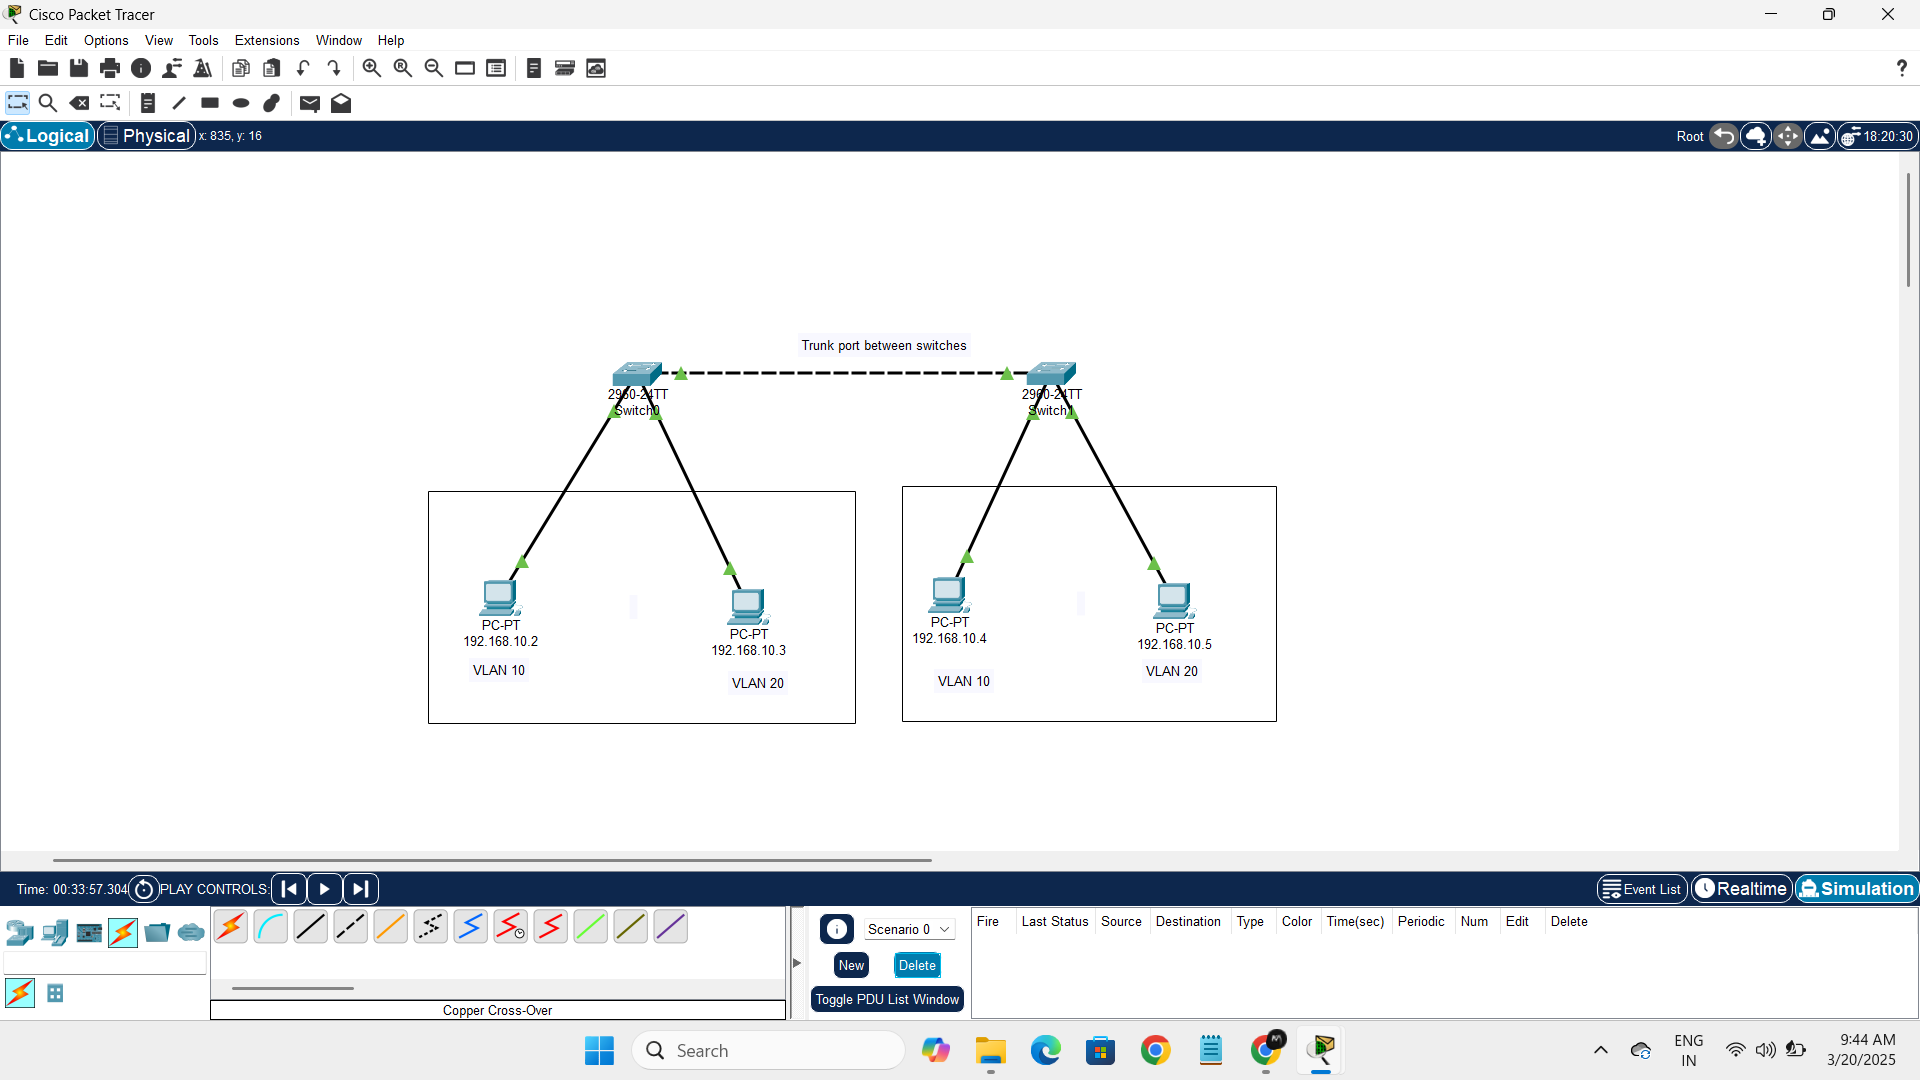 Cisco Packet Tracer
File Edit Options View Tools Extensions Window Help
?
Logical Physical x: 835, y: 16 Root 18:20:30
Trunk port between switches
2960-24TT
Switch0
2960-24TT
Switch1
PC-PT
192.168.10.2
VLAN 10
PC-PT
192.168.10.3
VLAN 20
PC-PT
192.168.10.4
VLAN 10
PC-PT
192.168.10.5
VLAN 20
Time: 00:33:57.304 PLAY CONTROLS: Event List Realtime Simulation
Scenario 0
New Delete
Toggle PDU List Window
Fire Last Status Source Destination Type Color Time(sec) Periodic Num Edit Delete
Copper Cross-Over
Search
M
ENG
IN
9:44 AM
3/20/2025